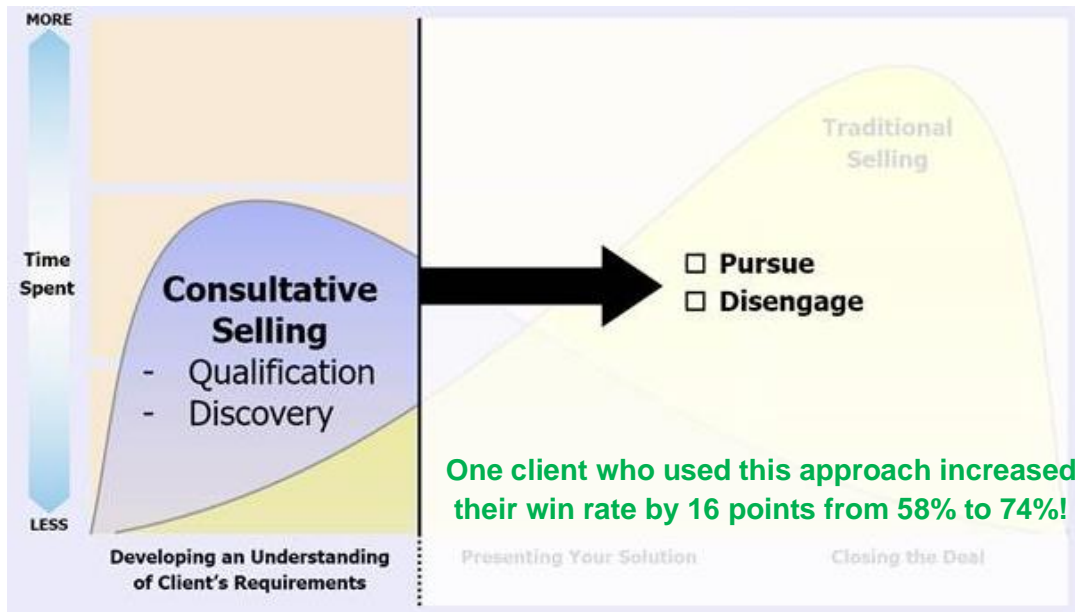 MORE
Traditional
Selling
Time
Spent
Consultative
Selling
- Qualification
- Discovery
☐ Pursue
☐ Disengage
One client who used this approach increased
their win rate by 16 points from 58% to 74%!
LESS
Developing an Understanding
of Client's Requirements
Presenting Your Solution
Closing the Deal